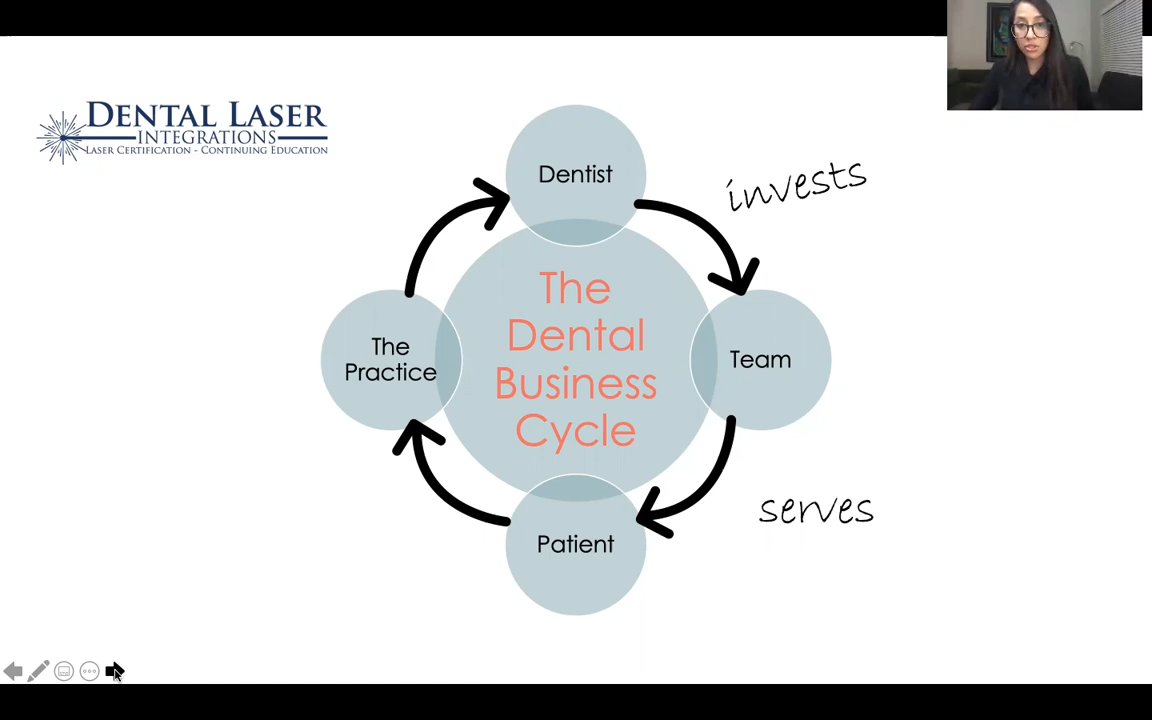 DENTAL LASER
INTEGRATIONS
LASER CERTIFICATION - CONTINUING EDUCATION
Dentist
invests
The
Dental
Business
Cycle
The
Practice
Team
serves
Patient